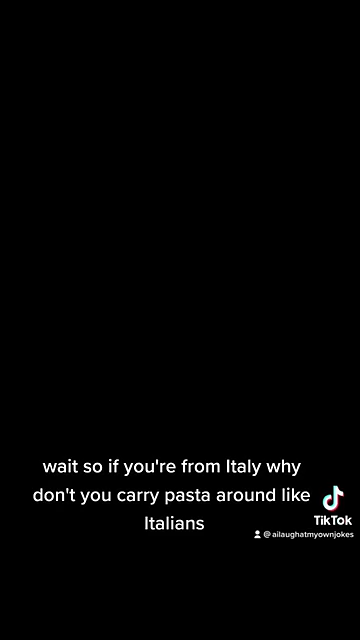 wait so if you're from Italy why
don't you carry pasta around like
Italians
TikTok
@ailaughatmyownjokes